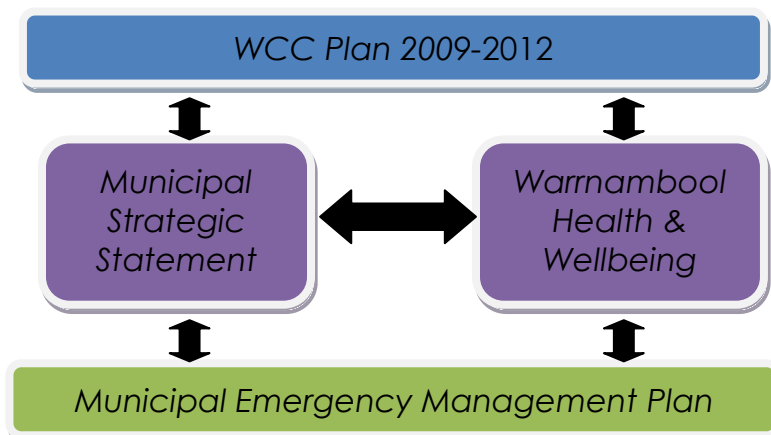 WCC Plan 2009-2012
Municipal
Strategic
Statement
Warrnambool
Health &
Wellbeing
Municipal Emergency Management Plan